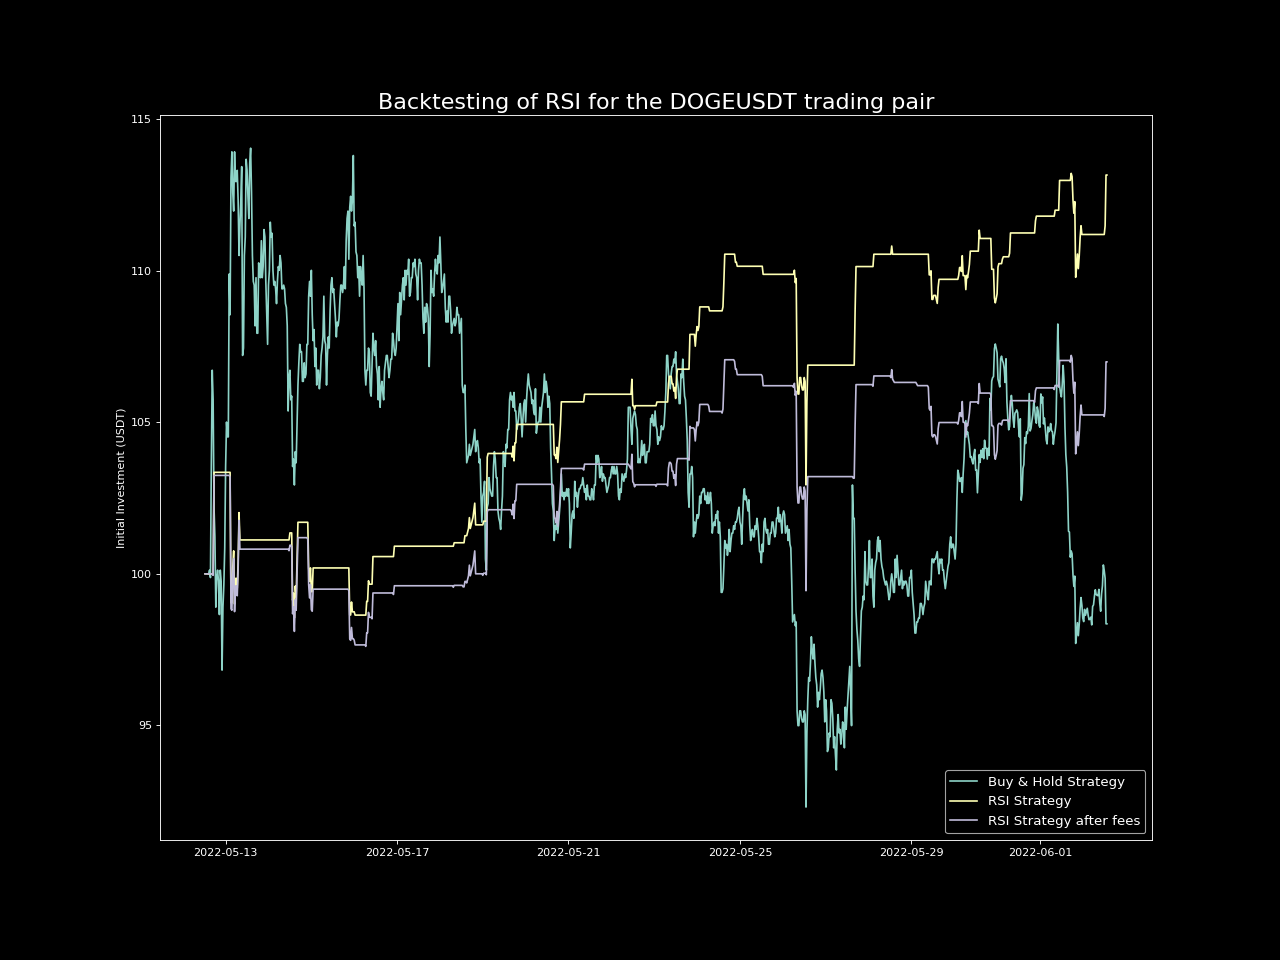 Backtesting of RSI for the DOGEUSDT trading pair
115
110
105
100
95
Initial Investment (USDT)
2022-05-13
2022-05-17
2022-05-21
2022-05-25
2022-05-29
2022-06-01
Buy & Hold Strategy
RSI Strategy
RSI Strategy after fees